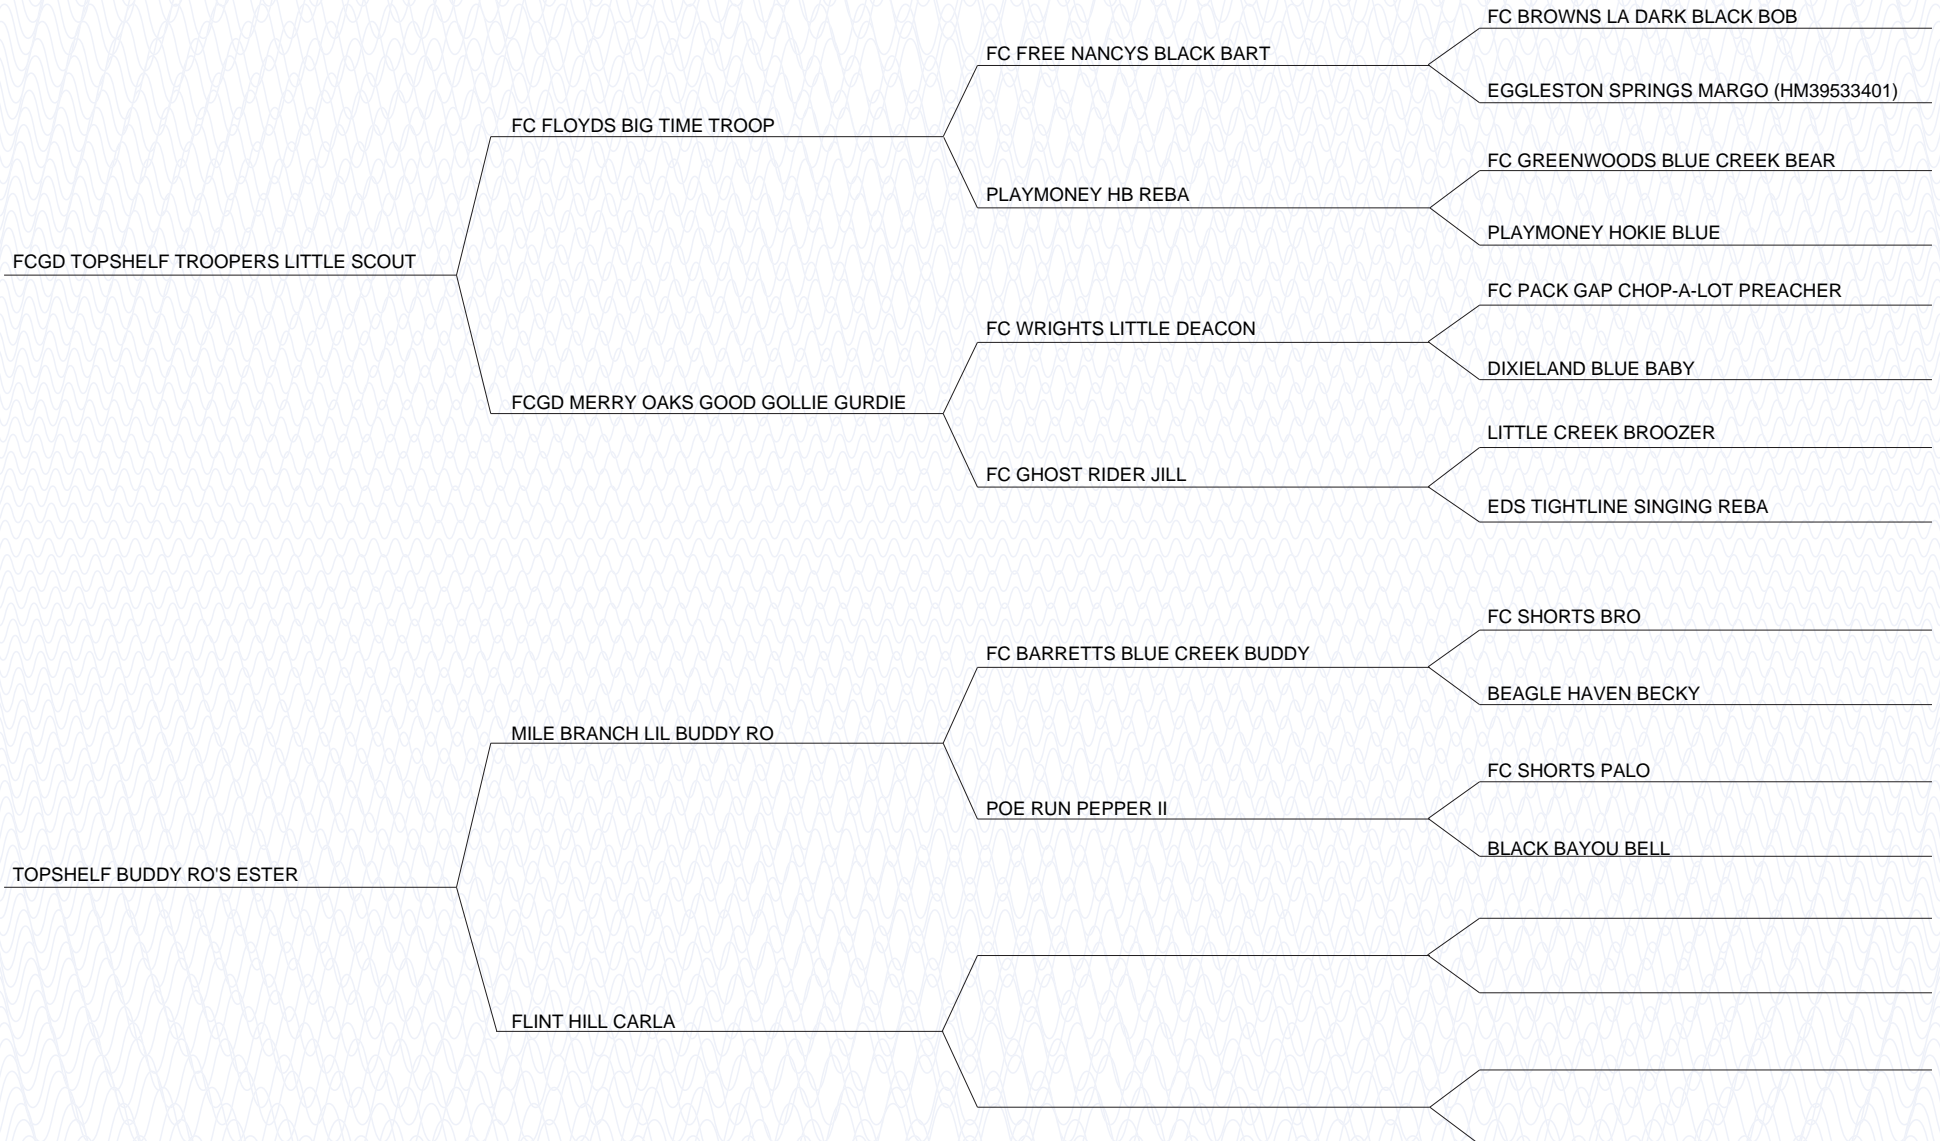 FC BROWNS LA DARK BLACK BOB
FC FREE NANCYS BLACK BART
EGGLESTON SPRINGS MARGO (HM39533401)
FC FLOYDS BIG TIME TROOP
FC GREENWOODS BLUE CREEK BEAR
PLAYMONEY HB REBA
PLAYMONEY HOKIE BLUE
FCGD TOPSHELF TROOPERS LITTLE SCOUT
FC PACK GAP CHOP-A-LOT PREACHER
FC WRIGHTS LITTLE DEACON
DIXIELAND BLUE BABY
FCGD MERRY OAKS GOOD GOLLIE GURDIE
LITTLE CREEK BROOZER
FC GHOST RIDER JILL
EDS TIGHTLINE SINGING REBA
FC SHORTS BRO
FC BARRETTS BLUE CREEK BUDDY
BEAGLE HAVEN BECKY
MILE BRANCH LIL BUDDY RO
FC SHORTS PALO
POE RUN PEPPER II
BLACK BAYOU BELL
TOPSHELF BUDDY RO'S ESTER
FLINT HILL CARLA